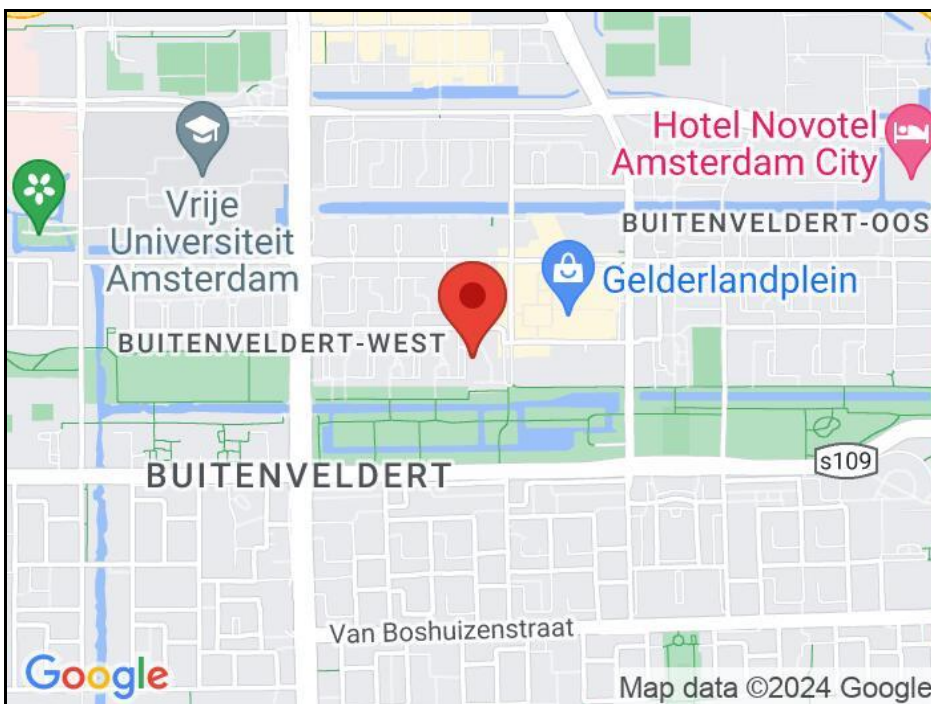 Hotel Novotel
Amsterdam City
Vrije
Universiteit
Amsterdam
BUITENVELDERT-OOS
Gelderlandplein
BUITENVELDERT-WEST
BUITENVELDERT
s109
Van Boshuizenstraat
Google
Map data ©2024 Google